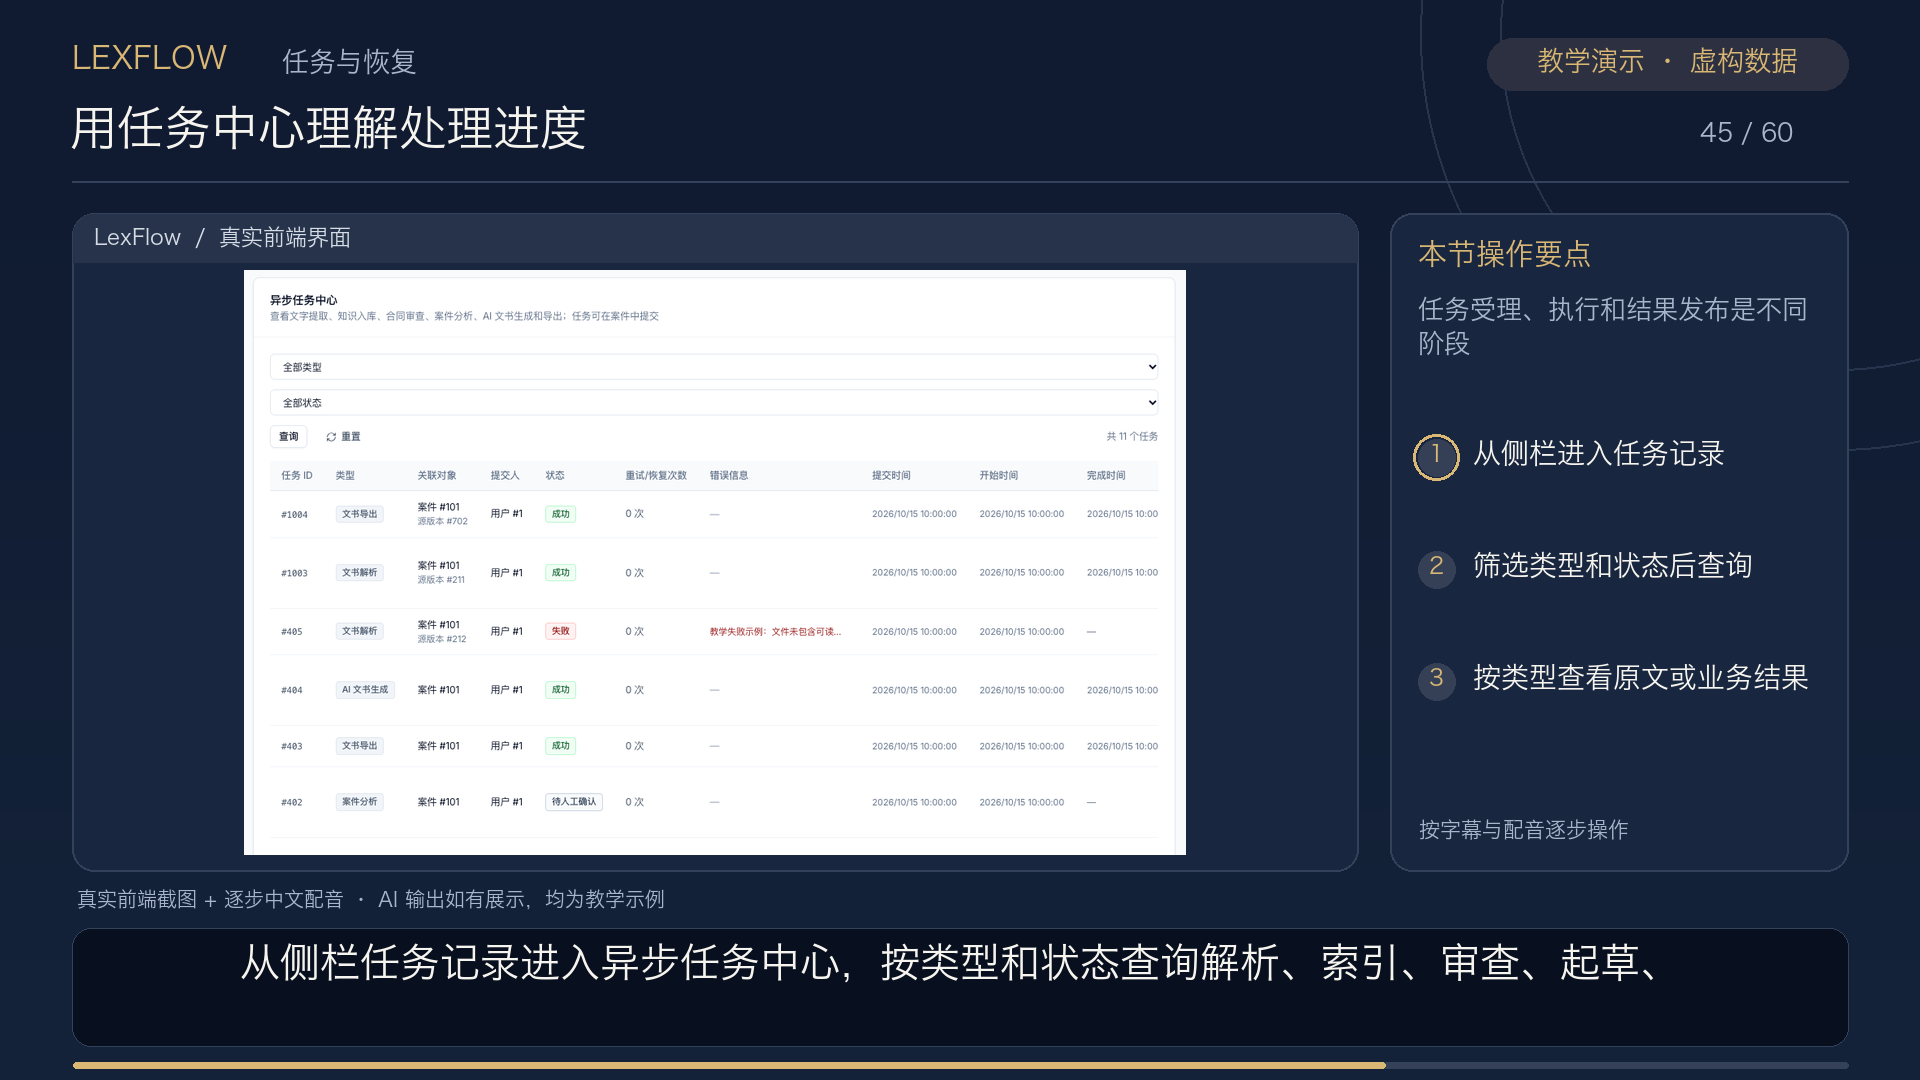 LEXFLOW 任务与恢复
教学演示 · 虚构数据
用任务中心理解处理进度
45 / 60
LexFlow / 真实前端界面
异步任务中心
查看文字提取、知识入库、合同审查、案件分析、AI 文书生成和导出；任务可在案件中提交
全部类型
全部状态
查询 重置 共 11 个任务
任务 ID 类型 关联对象 提交人 状态 重试/恢复次数 错误信息 提交时间 开始时间 完成时间
#1004 文书导出 案件 #101 用户 #1 成功 0 次 — 2026/10/15 10:00:00 2026/10/15 10:00:00 2026/10/15 10:00
源版本 #702
#1003 文书解析 案件 #101 用户 #1 成功 0 次 — 2026/10/15 10:00:00 2026/10/15 10:00:00 2026/10/15 10:00
源版本 #211
#405 文书解析 案件 #101 用户 #1 失败 0 次 教学失败示例：文件未包含可读... 2026/10/15 10:00:00 2026/10/15 10:00:00 —
源版本 #212
#404 AI 文书生成 案件 #101 用户 #1 成功 0 次 — 2026/10/15 10:00:00 2026/10/15 10:00:00 2026/10/15 10:00
#403 文书导出 案件 #101 用户 #1 成功 0 次 — 2026/10/15 10:00:00 2026/10/15 10:00:00 2026/10/15 10:00
#402 案件分析 案件 #101 用户 #1 待人工确认 0 次 — 2026/10/15 10:00:00 2026/10/15 10:00:00 —
本节操作要点
任务受理、执行和结果发布是不同
阶段
1 从侧栏进入任务记录
2 筛选类型和状态后查询
3 按类型查看原文或业务结果
按字幕与配音逐步操作
真实前端截图 + 逐步中文配音 · AI 输出如有展示，均为教学示例
从侧栏任务记录进入异步任务中心，按类型和状态查询解析、索引、审查、起草、